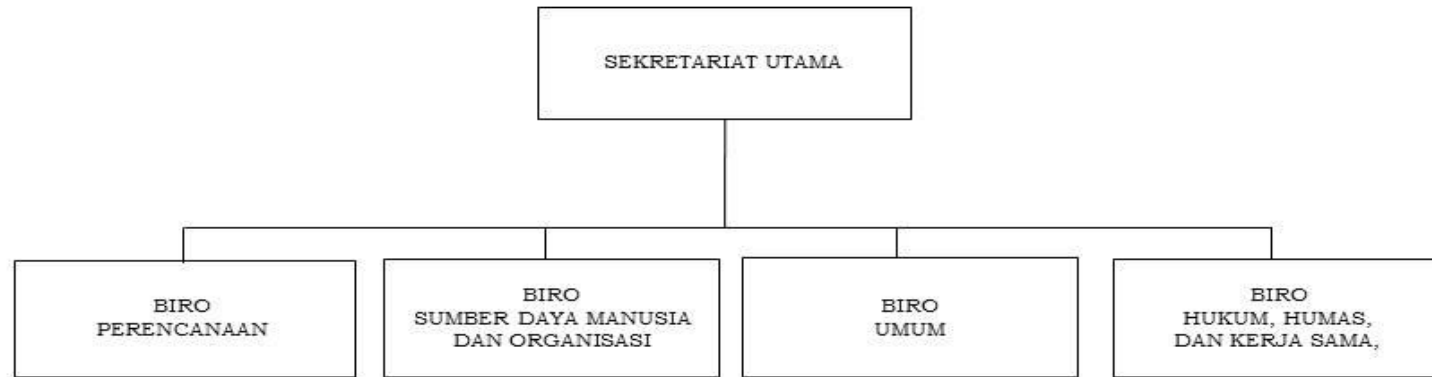 SEKRETARIAT UTAMA
BIRO
PERENCANAAN
BIRO
SUMBER DAYA MANUSIA
DAN ORGANISASI
BIRO
UMUM
BIRO
HUKUM, HUMAS,
DAN KERJA SAMA,